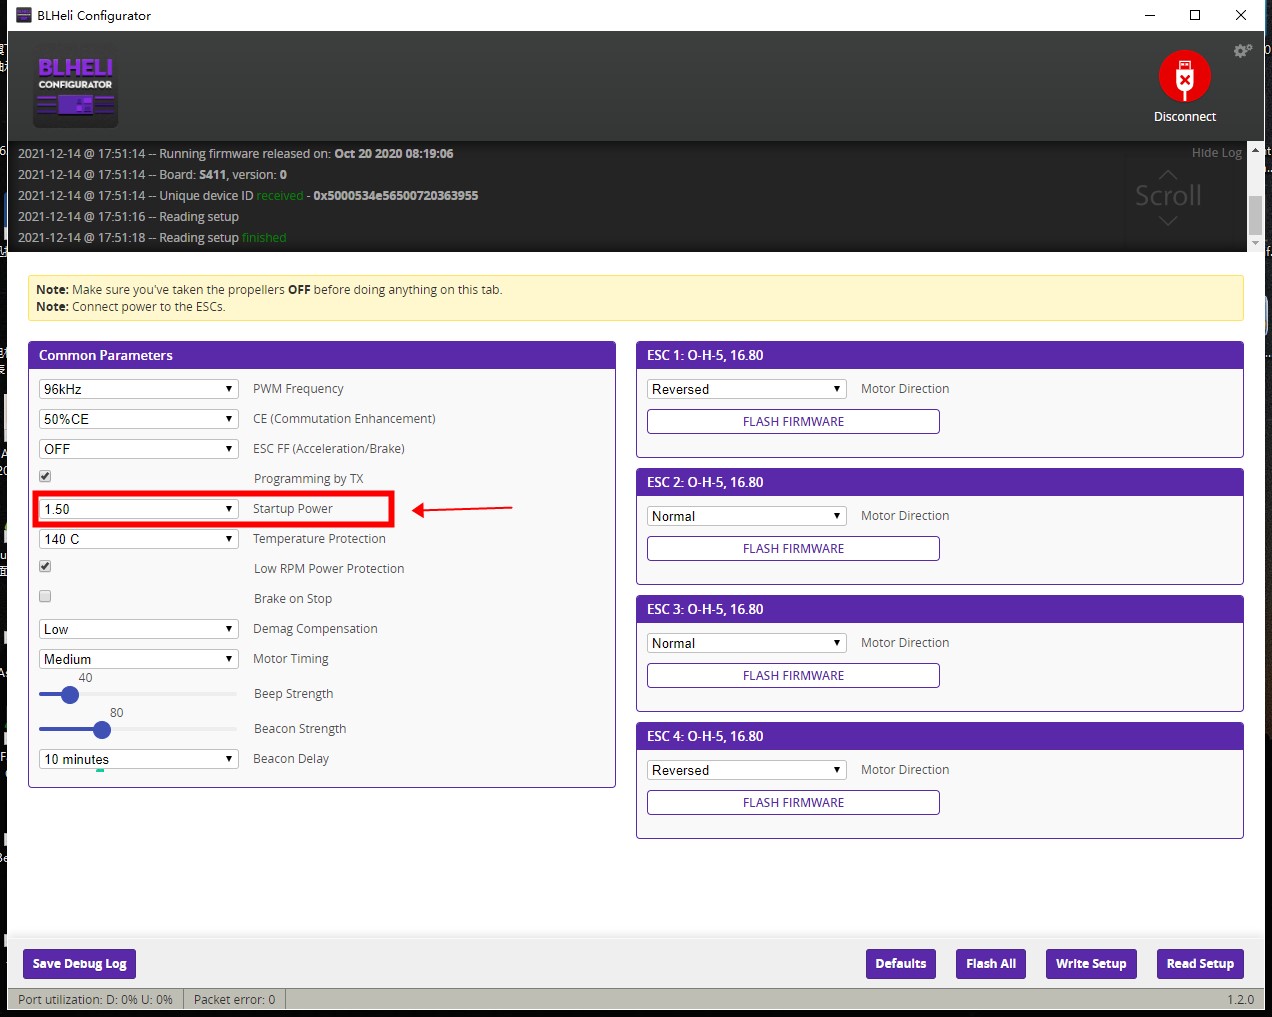 BLHeli Configurator
BLHELI
CONFIGURATOR
Disconnect
2021-12-14 @ 17:51:14 -- Running firmware released on: Oct 20 2020 08:19:06
Hide Log
2021-12-14 @ 17:51:14 -- Board: S411, version: 0
2021-12-14 @ 17:51:14 -- Unique device ID received - 0x5000534e56500720363955
Scroll
2021-12-14 @ 17:51:16 -- Reading setup
2021-12-14 @ 17:51:18 -- Reading setup finished
Note: Make sure you've taken the propellers OFF before doing anything on this tab.
Note: Connect power to the ESCs.
Common Parameters
96kHz PWM Frequency
50%CE CE (Commutation Enhancement)
OFF ESC FF (Acceleration/Brake)
Programming by TX
1.50 Startup Power
140 C Temperature Protection
Low RPM Power Protection
Brake on Stop
Low Demag Compensation
Medium Motor Timing
40
Beep Strength
80
Beacon Strength
10 minutes Beacon Delay
ESC 1: O-H-5, 16.80
Reversed Motor Direction
FLASH FIRMWARE
ESC 2: O-H-5, 16.80
Normal Motor Direction
FLASH FIRMWARE
ESC 3: O-H-5, 16.80
Normal Motor Direction
FLASH FIRMWARE
ESC 4: O-H-5, 16.80
Reversed Motor Direction
FLASH FIRMWARE
Save Debug Log Defaults Flash All Write Setup Read Setup
Port utilization: D: 0% U: 0% Packet error: 0 1.2.0